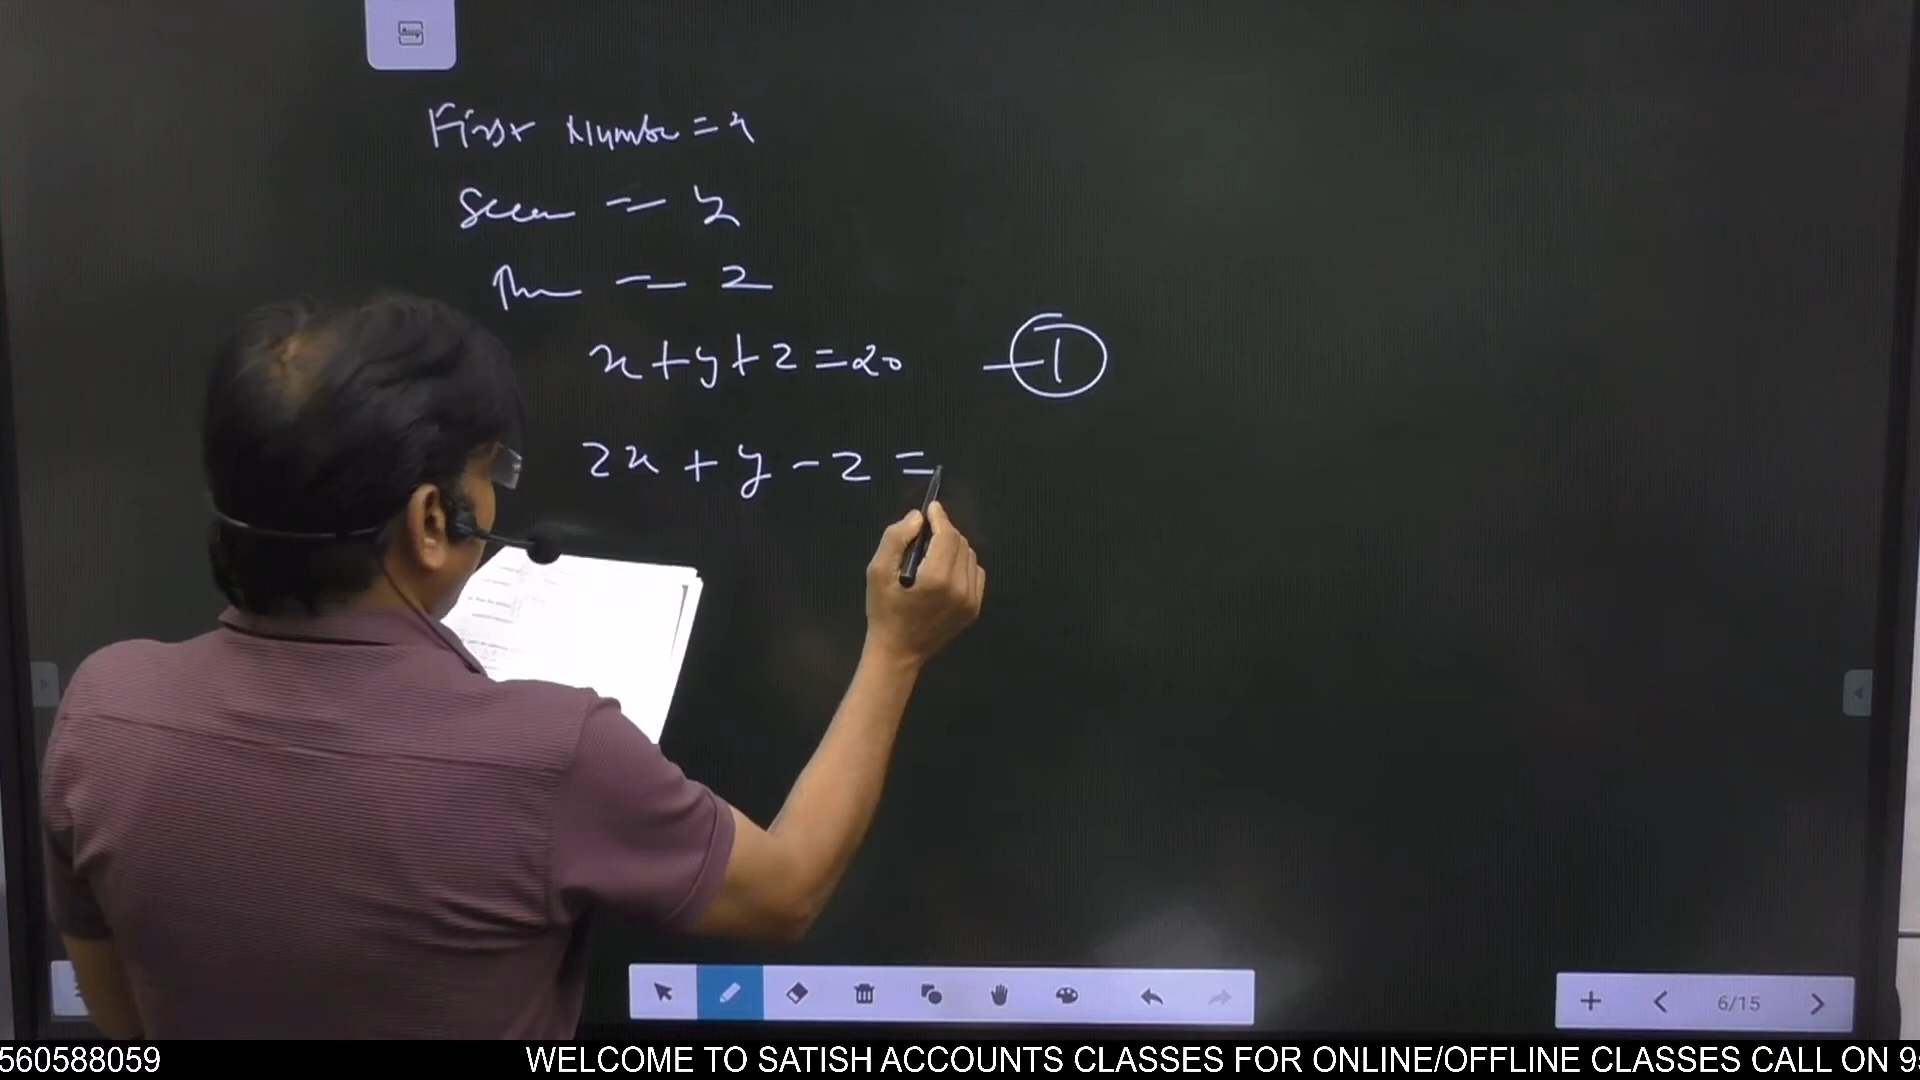 First Number = x
Secon = y
Thir = z
x + y + z = 20 — 1
2x + y - z =
6/15
560588059
WELCOME TO SATISH ACCOUNTS CLASSES FOR ONLINE/OFFLINE CLASSES CALL ON 9